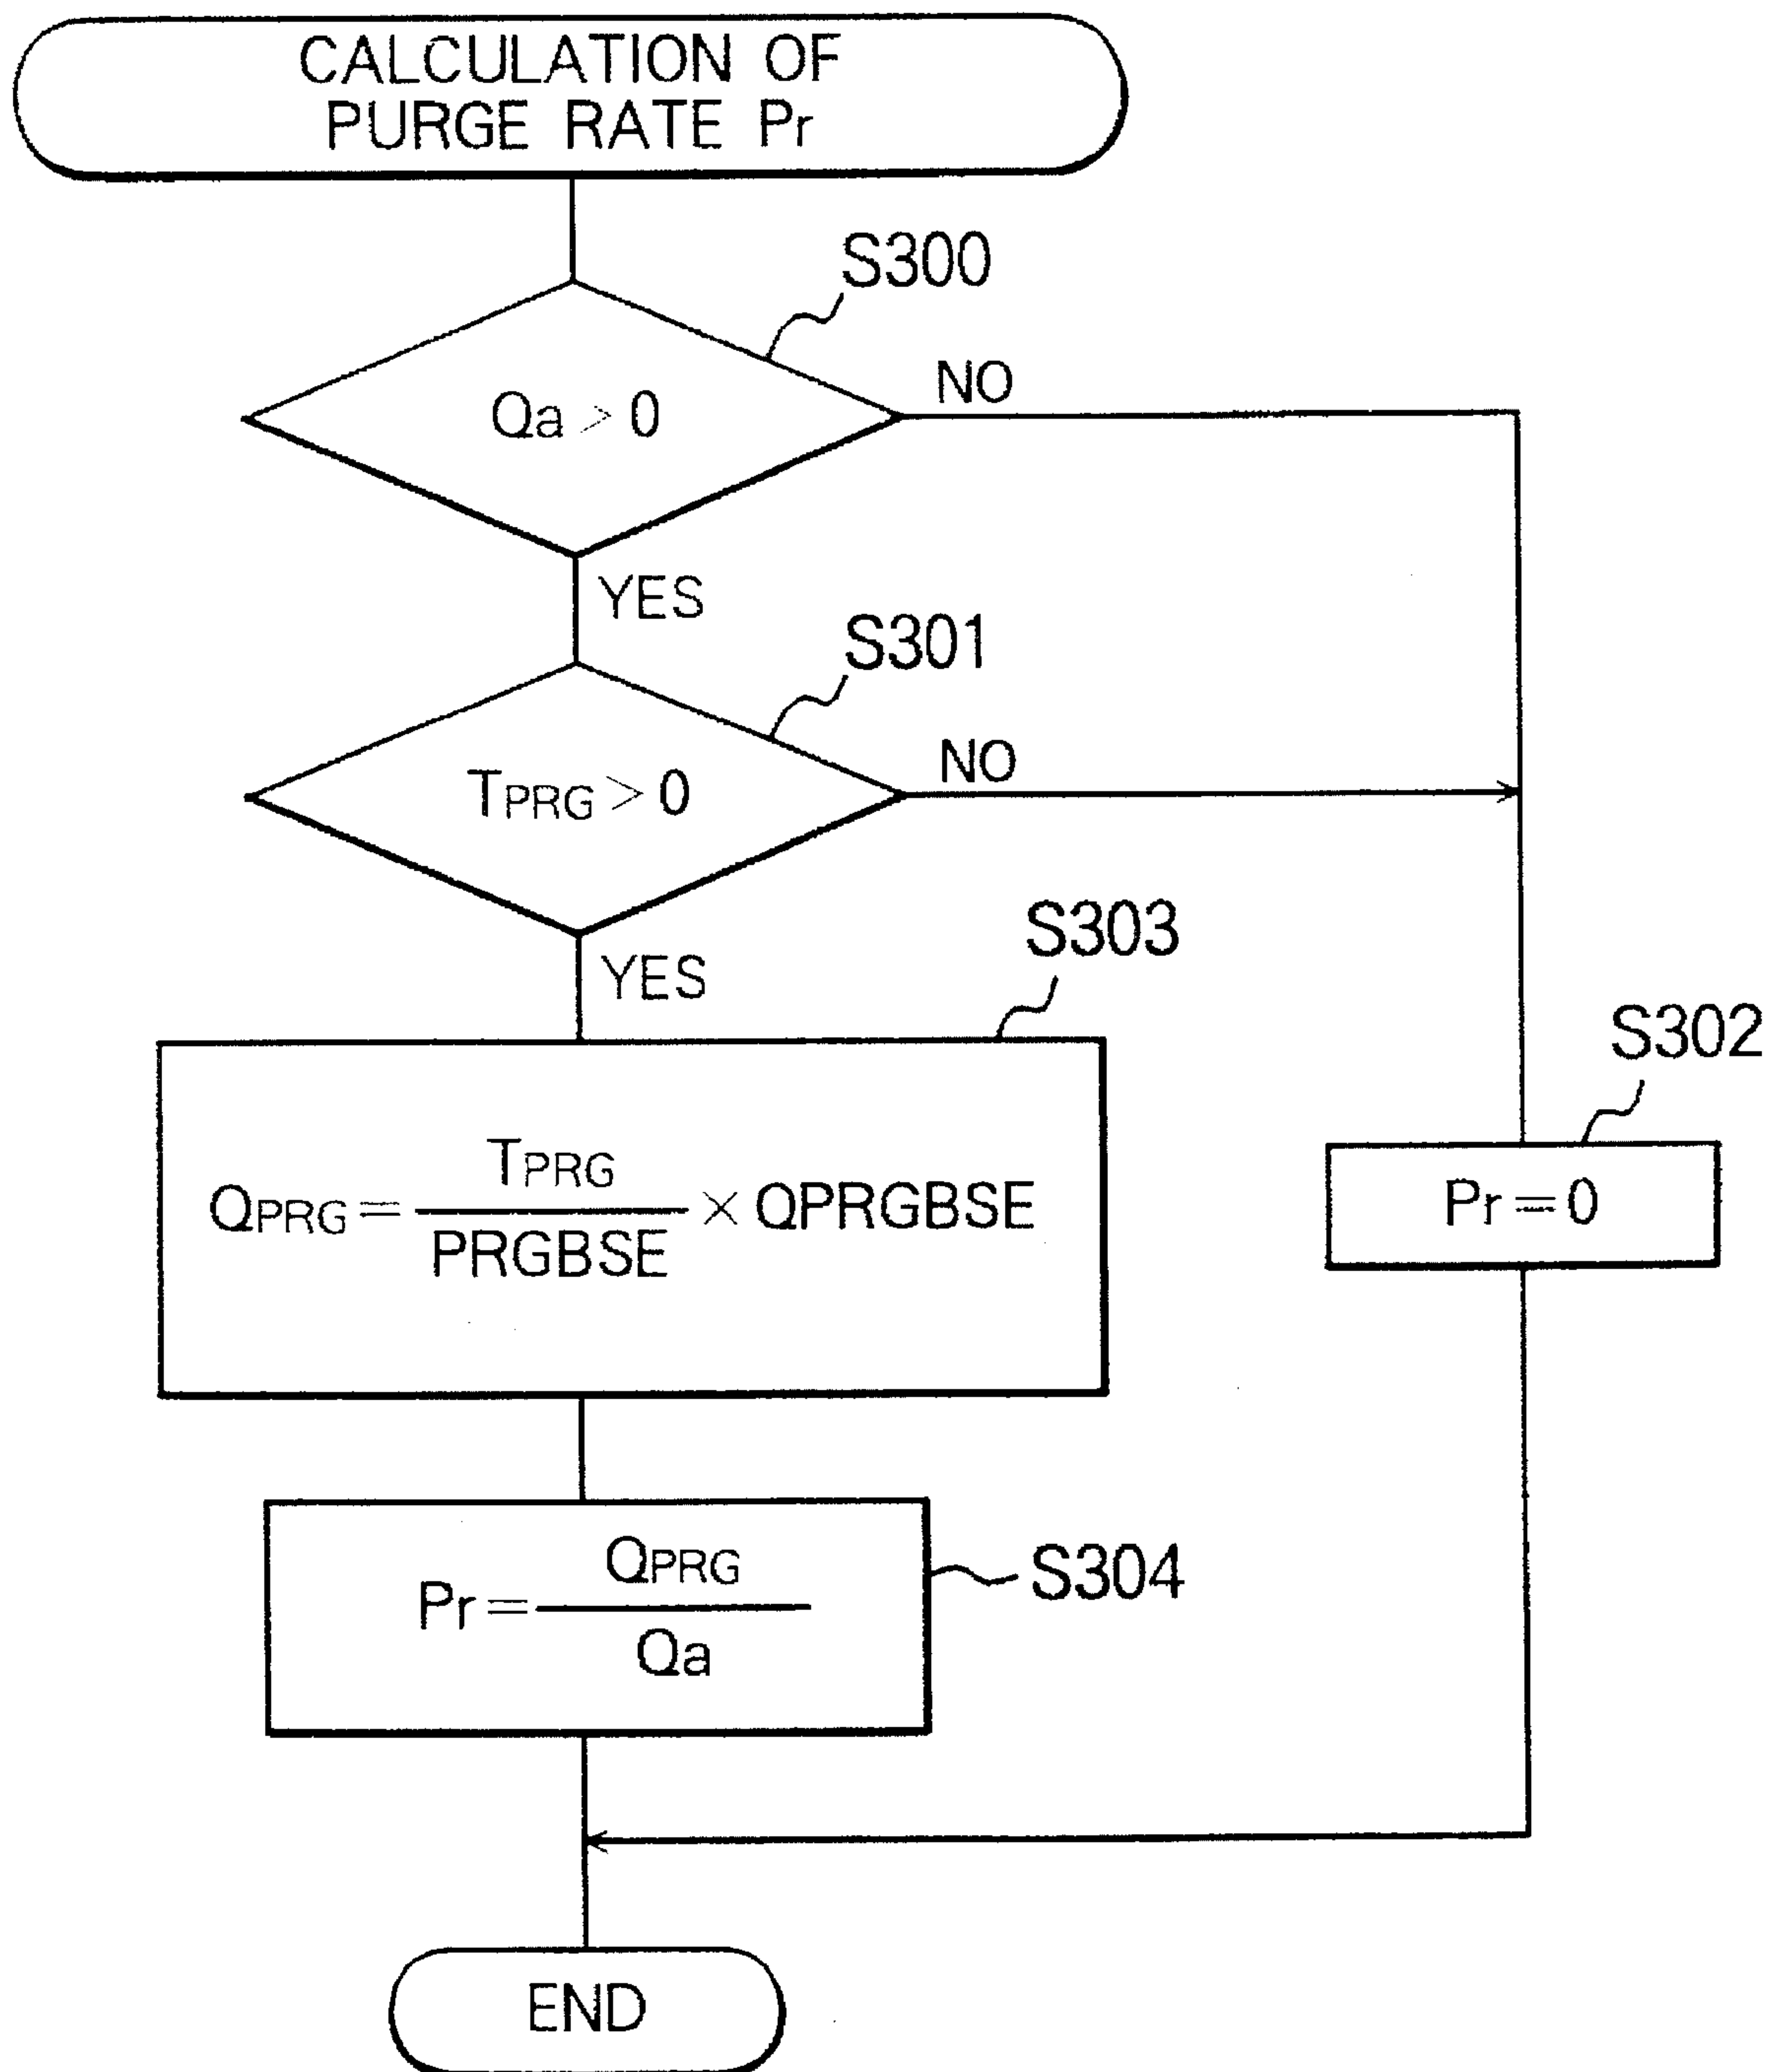 CALCULATION OF
PURGE RATE Pr
S300
Qa > 0
NO
YES
S301
TPRG > 0
NO
YES
S303
QPRG = TPRG / PRGBSE × QPRGBSE
S302
Pr = 0
Pr = QPRG / Qa
S304
END